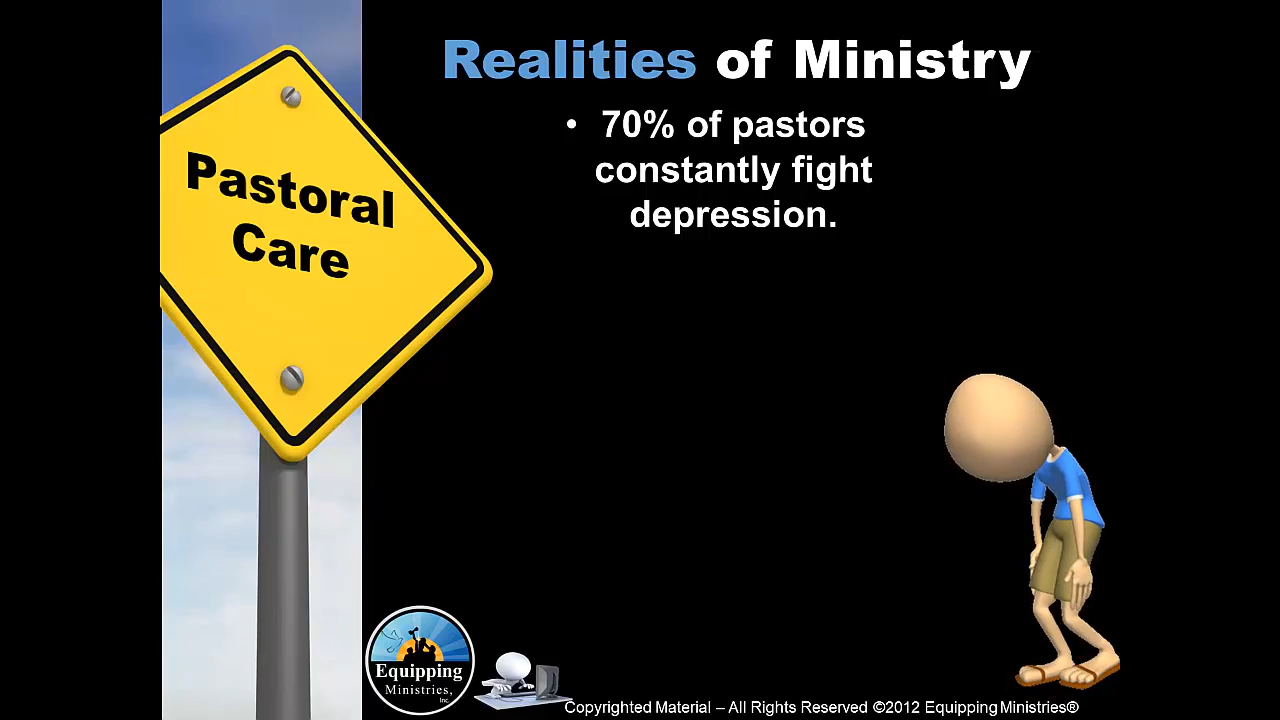 Realities of Ministry
• 70% of pastors
constantly fight
depression.
Pastoral
Care
Equipping
Ministries,
Inc.
Copyrighted Material – All Rights Reserved ©2012 Equipping Ministries®